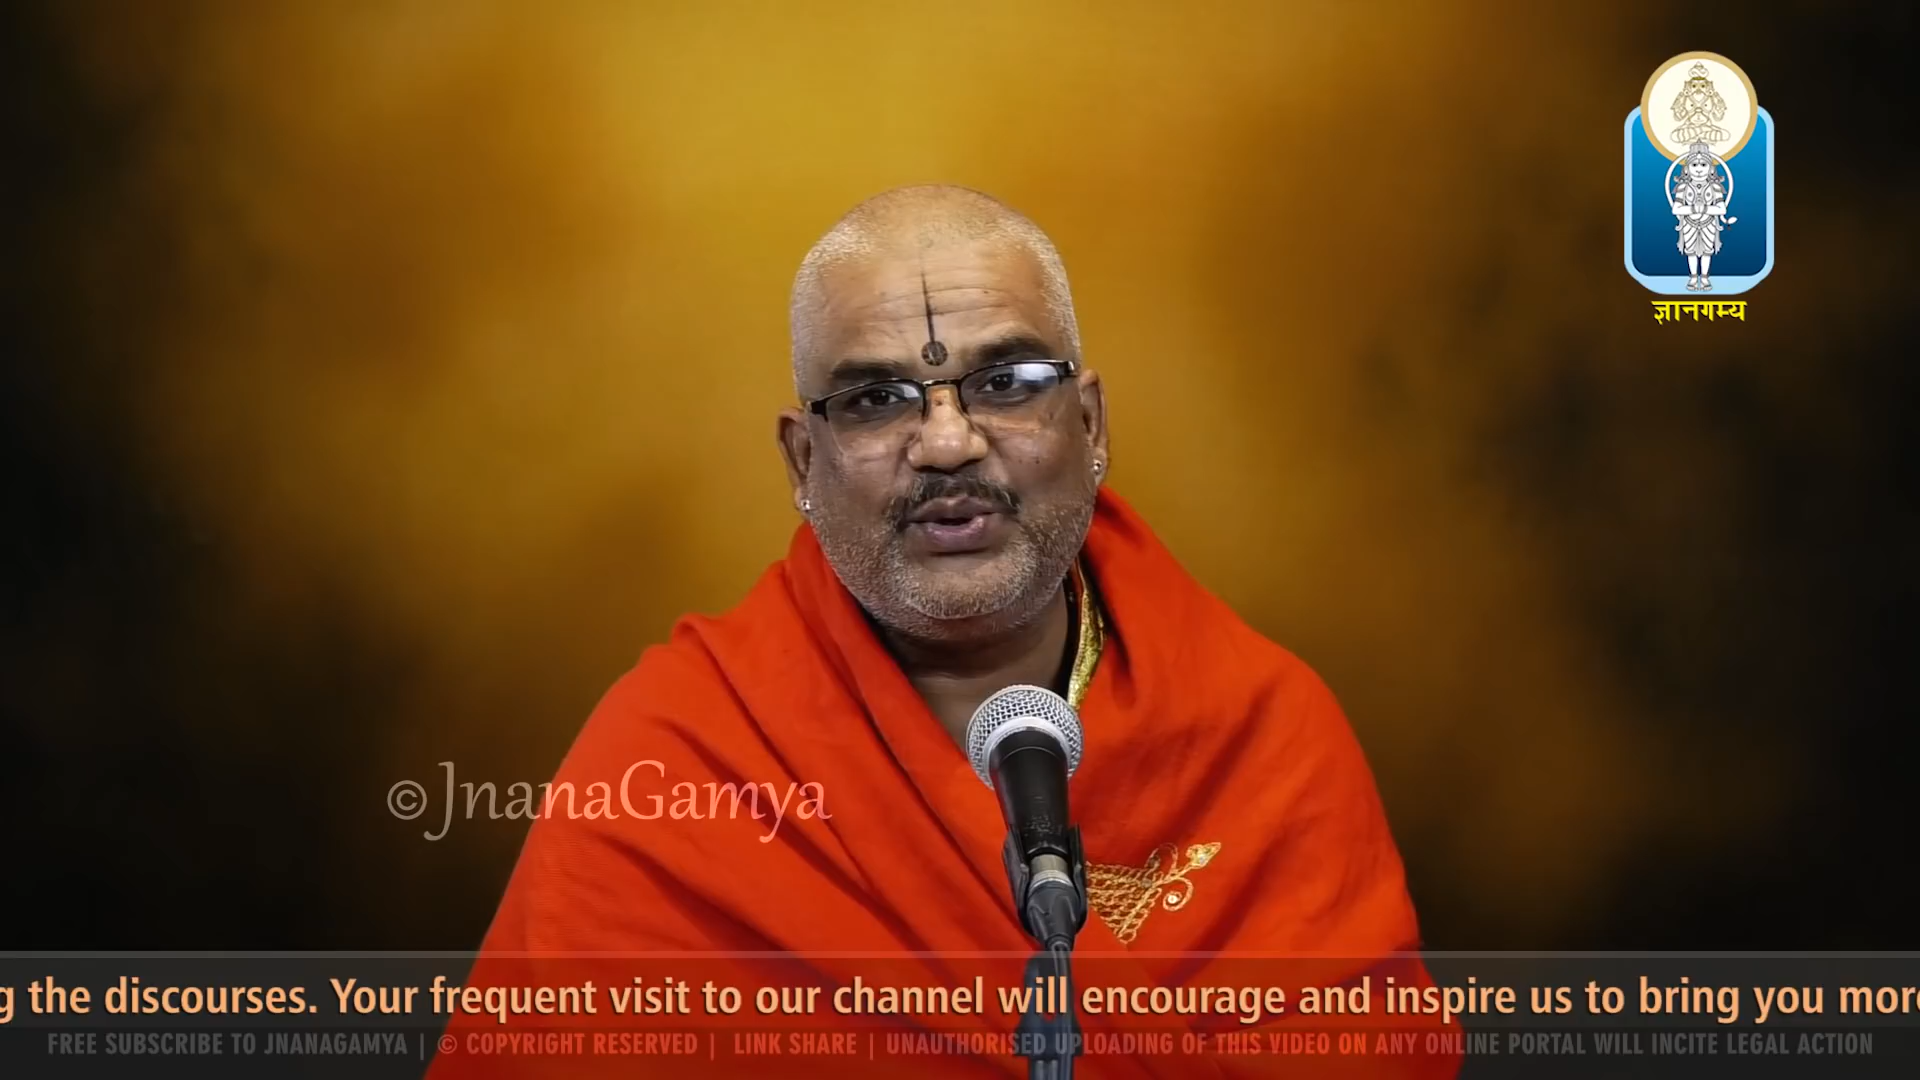 ज्ञानगम्य
©JnanaGamya
g the discourses. Your frequent visit to our channel will encourage and inspire us to bring you more
FREE SUBSCRIBE TO JNANAGAMYA | © COPYRIGHT RESERVED | LINK SHARE | UNAUTHORISED UPLOADING OF THIS VIDEO ON ANY ONLINE PORTAL WILL INCITE LEGAL ACTION